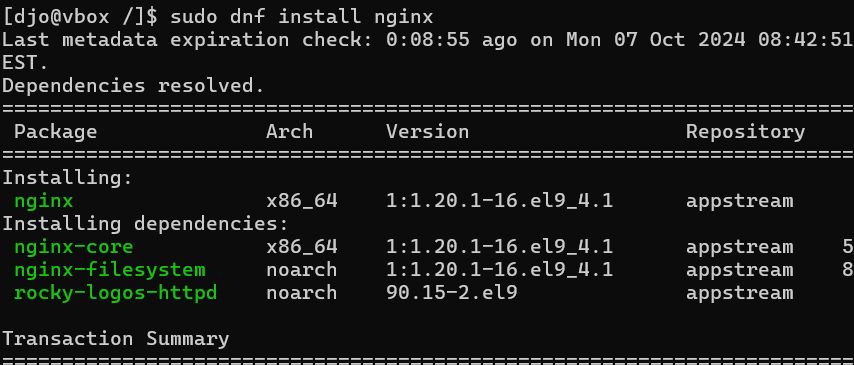 [djo@vbox /]$ sudo dnf install nginx
Last metadata expiration check: 0:08:55 ago on Mon 07 Oct 2024 08:42:51
EST.
Dependencies resolved.
=======================================================================
 Package              Arch      Version                  Repository
=======================================================================
Installing:
 nginx                x86_64    1:1.20.1-16.el9_4.1      appstream
Installing dependencies:
 nginx-core           x86_64    1:1.20.1-16.el9_4.1      appstream    5
 nginx-filesystem     noarch    1:1.20.1-16.el9_4.1      appstream    8
 rocky-logos-httpd    noarch    90.15-2.el9              appstream

Transaction Summary
=======================================================================